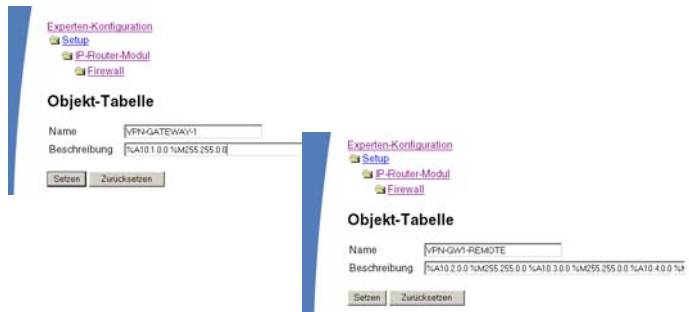 Experten-Konfiguration
Setup
IP-Router-Modul
Firewall
Objekt-Tabelle
Name VPN-GATEWAY-1
Beschreibung %A10.1.0.0 %M255.255.0.0
Setzen Zurücksetzen
Experten-Konfiguration
Setup
IP-Router-Modul
Firewall
Objekt-Tabelle
Name VPN-GW1-REMOTE
Beschreibung %A10.2.0.0 %M255.255.0.0 %A10.3.0.0 %M255.255.0.0 %A10.4.0.0
Setzen Zurücksetzen